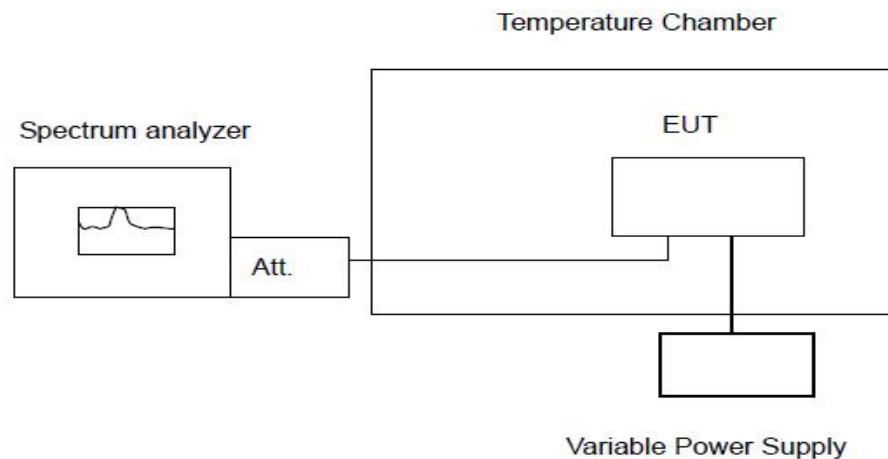 Temperature Chamber
Spectrum analyzer
EUT
Att.
Variable Power Supply